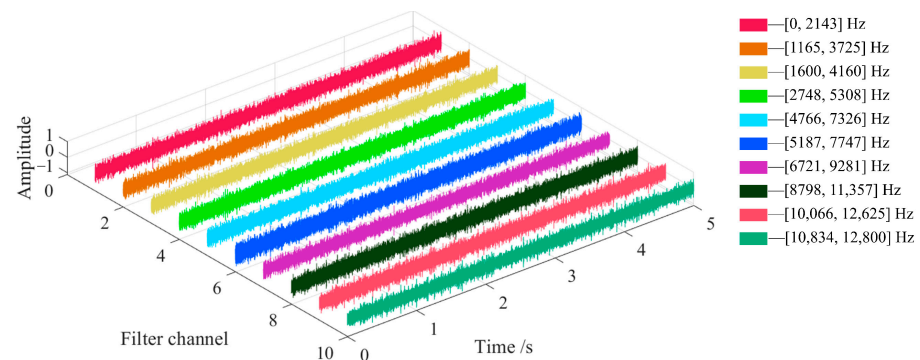 Amplitude
1
0
−1
0
2
4
6
8
10
Filter channel
0
1
2
3
4
5
Time /s
[0, 2143] Hz
[1165, 3725] Hz
[1600, 4160] Hz
[2748, 5308] Hz
[4766, 7326] Hz
[5187, 7747] Hz
[6721, 9281] Hz
[8798, 11,357] Hz
[10,066, 12,625] Hz
[10,834, 12,800] Hz